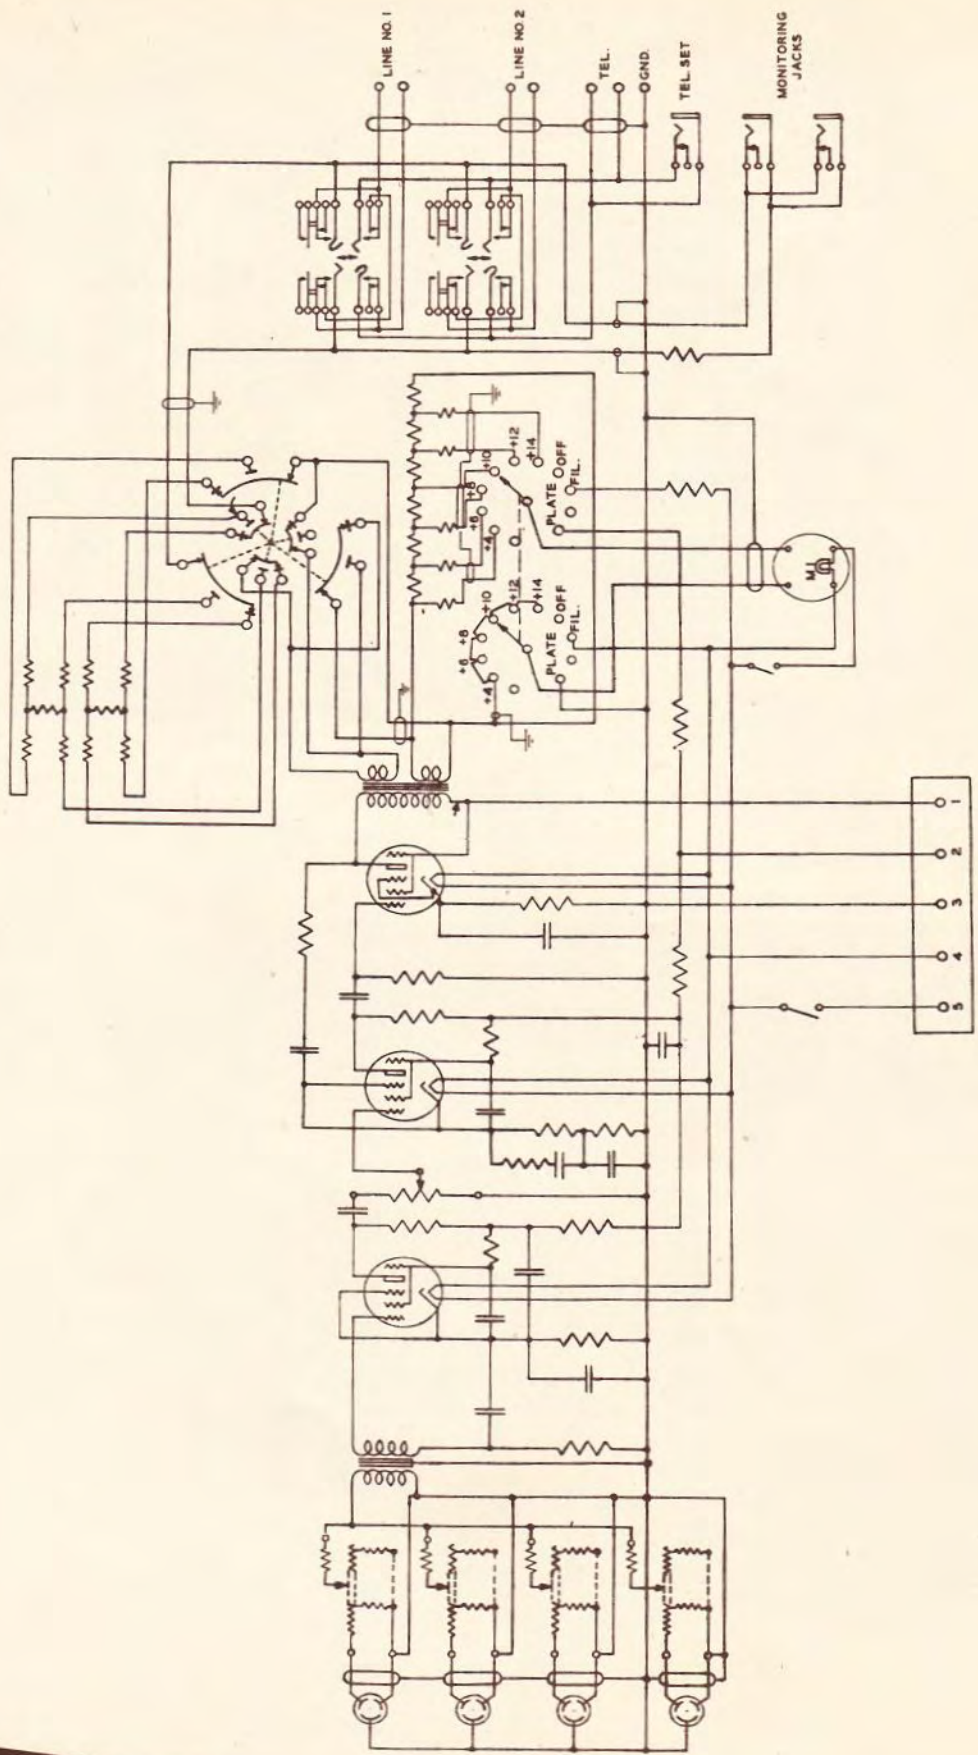 LINE NO. 1
LINE NO. 2
TEL.
GND.
TEL. SET
MONITORING
JACKS
+4
+6
+8
+10
+12
+14
OFF
FIL.
PLATE
+4
+6
+8
+10
+12
+14
OFF
FIL.
PLATE
M1
1
2
3
4
5